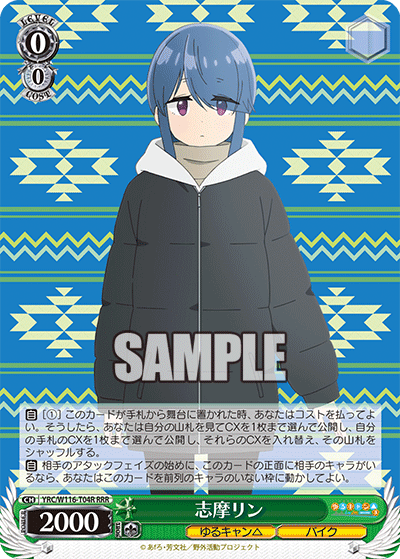 LEVEL
0
0
COST
SAMPLE
自 [①] このカードが手札から舞台に置かれた時、あなたはコストを払ってよ
い。そうしたら、あなたは自分の山札を見てCXを1枚まで選んで公開し、自分
の手札のCXを1枚まで選んで公開し、それらのCXを入れ替え、その山札を
シャッフルする。
自 相手のアタックフェイズの始めに、このカードの正面に相手のキャラがい
るなら、あなたはこのカードを前列のキャラのいない枠に動かしてよい。
CH YRC/W116-T04R RRR
志摩リン
2000
ゆるキャン△
バイク
© あfろ・芳文社／野外活動プロジェクト